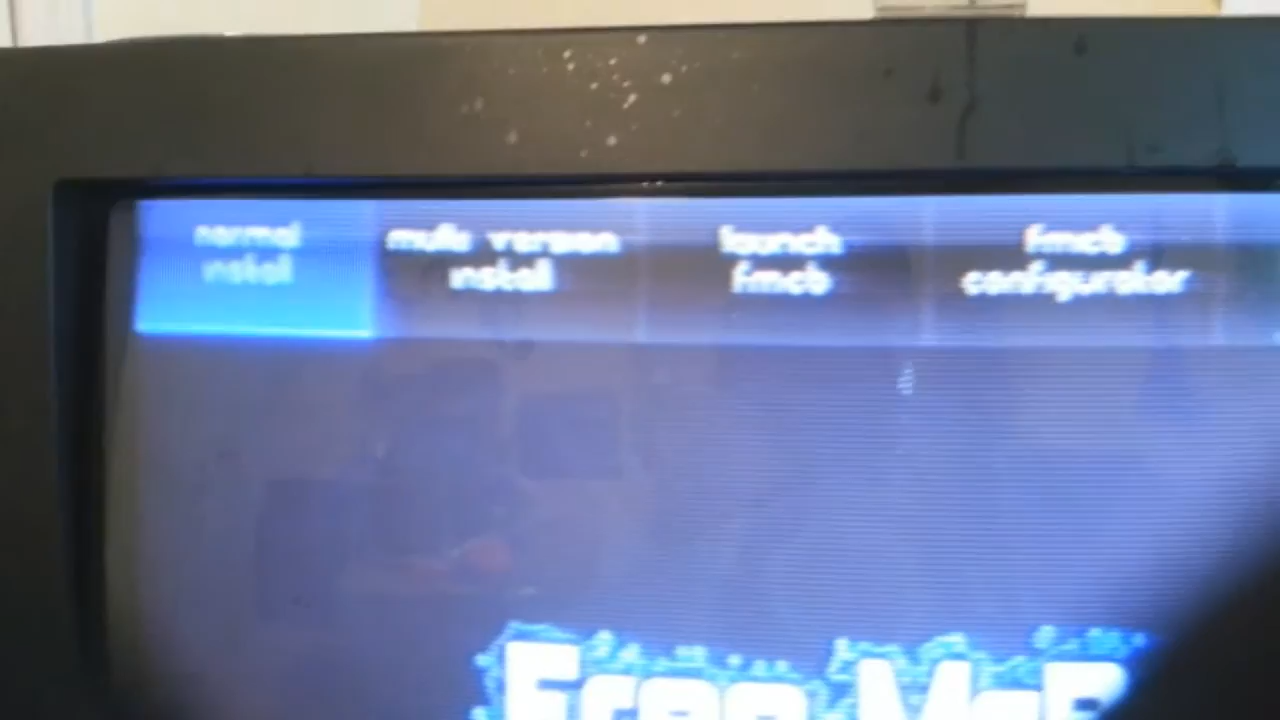 normal
install
multi version
install
launch
fmcb
fmcb
configurator
Free McB